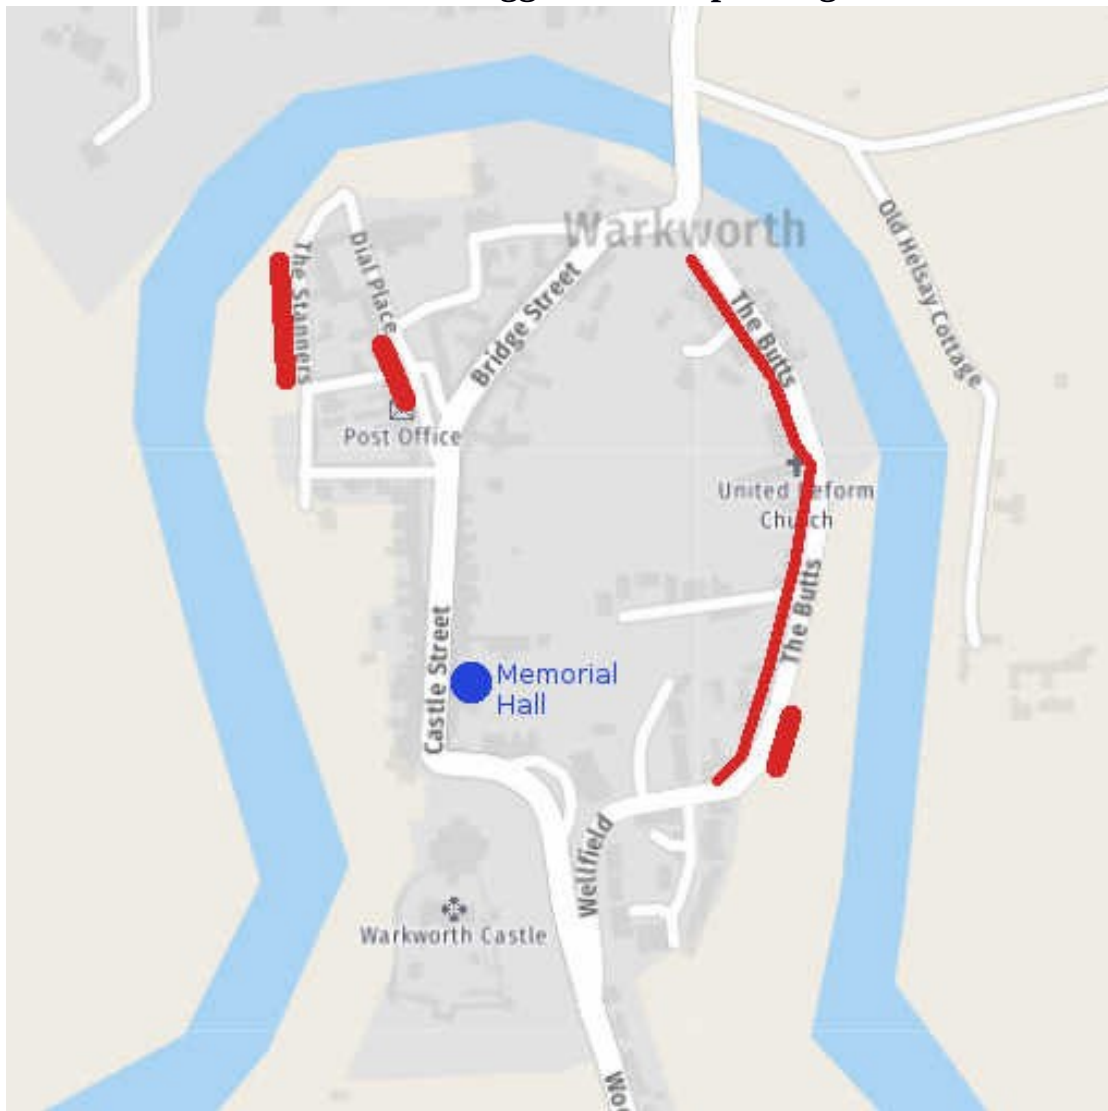 Warkworth
Old Helsay Cottage
The Stanners
Dial Place
Bridge Street
The Butts
Post Office
United Reform
Church
The Butts
Castle Street
Memorial
Hall
Wellfield
Warkworth Castle